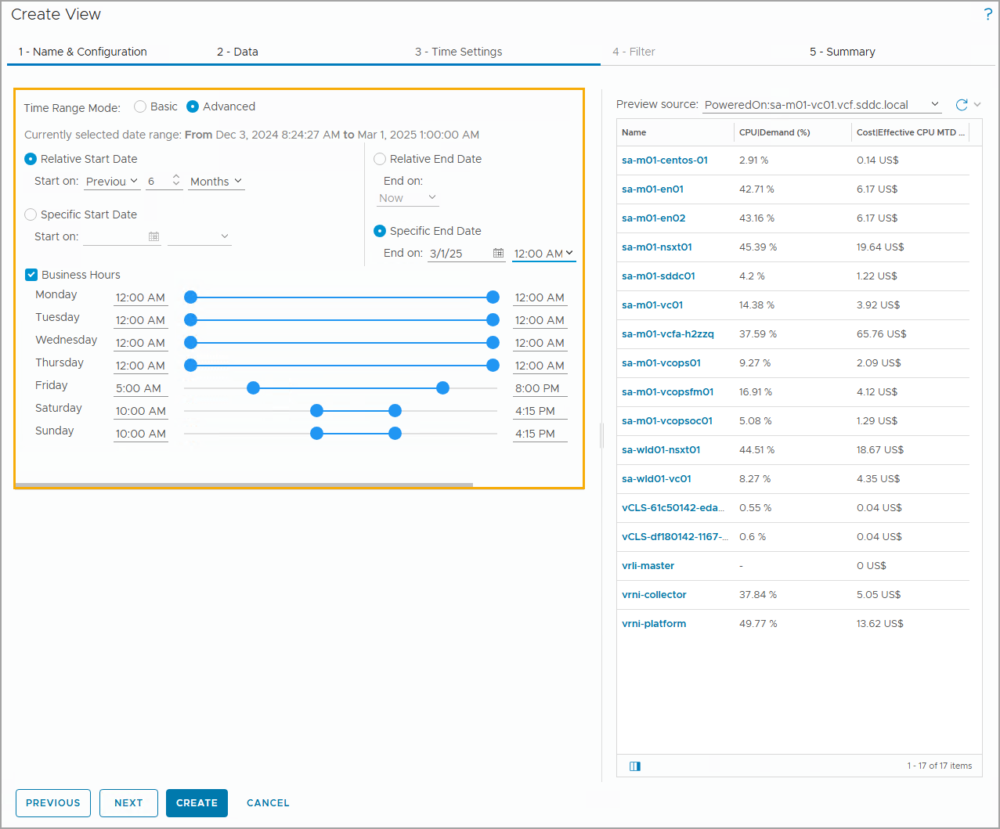 Create View
?
1 - Name & Configuration
2 - Data
3 - Time Settings
4 - Filter
5 - Summary
Time Range Mode: Basic Advanced
Currently selected date range: From Dec 3, 2024 8:24:27 AM to Mar 1, 2025 1:00:00 AM
Relative Start Date
Start on: Previou 6 Months
Specific Start Date
Start on:
Relative End Date
End on:
Now
Specific End Date
End on: 3/1/25 12:00 AM
Business Hours
Monday 12:00 AM 12:00 AM
Tuesday 12:00 AM 12:00 AM
Wednesday 12:00 AM 12:00 AM
Thursday 12:00 AM 12:00 AM
Friday 5:00 AM 8:00 PM
Saturday 10:00 AM 4:15 PM
Sunday 10:00 AM 4:15 PM
Preview source: PoweredOn:sa-m01-vc01.vcf.sddc.local
Name CPU|Demand (%) Cost|Effective CPU MTD ...
sa-m01-centos-01 2.91 % 0.14 US$
sa-m01-en01 42.71 % 6.17 US$
sa-m01-en02 43.16 % 6.17 US$
sa-m01-nsxt01 45.39 % 19.64 US$
sa-m01-sddc01 4.2 % 1.22 US$
sa-m01-vc01 14.38 % 3.92 US$
sa-m01-vcfa-h2zzq 37.59 % 65.76 US$
sa-m01-vcops01 9.27 % 2.09 US$
sa-m01-vcopsfm01 16.91 % 4.12 US$
sa-m01-vcopsoc01 5.08 % 1.29 US$
sa-wld01-nsxt01 44.51 % 18.67 US$
sa-wld01-vc01 8.27 % 4.35 US$
vCLS-61c50142-eda... 0.55 % 0.04 US$
vCLS-df180142-1167-... 0.6 % 0.04 US$
vrli-master - 0 US$
vrni-collector 37.84 % 5.05 US$
vrni-platform 49.77 % 13.62 US$
1 - 17 of 17 items
PREVIOUS
NEXT
CREATE
CANCEL